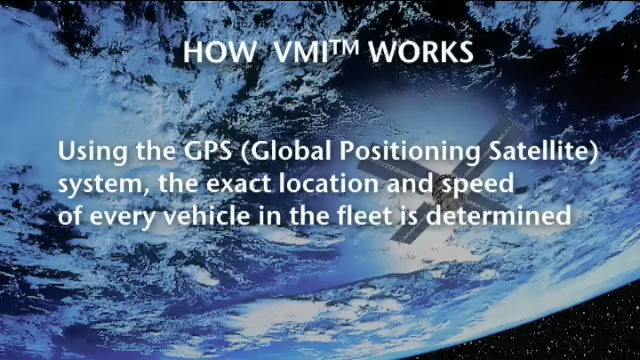 HOW VMI™ WORKS
Using the GPS (Global Positioning Satellite)
system, the exact location and speed
of every vehicle in the fleet is determined